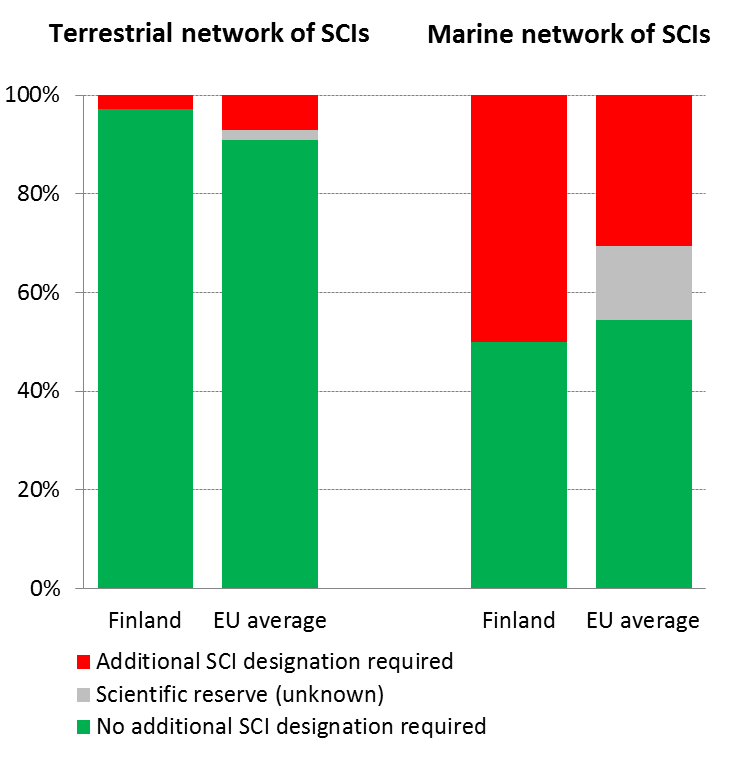 Terrestrial network of SCIs
Marine network of SCIs
100%
80%
60%
40%
20%
0%
Finland
EU average
Finland
EU average
Additional SCI designation required
Scientific reserve (unknown)
No additional SCI designation required